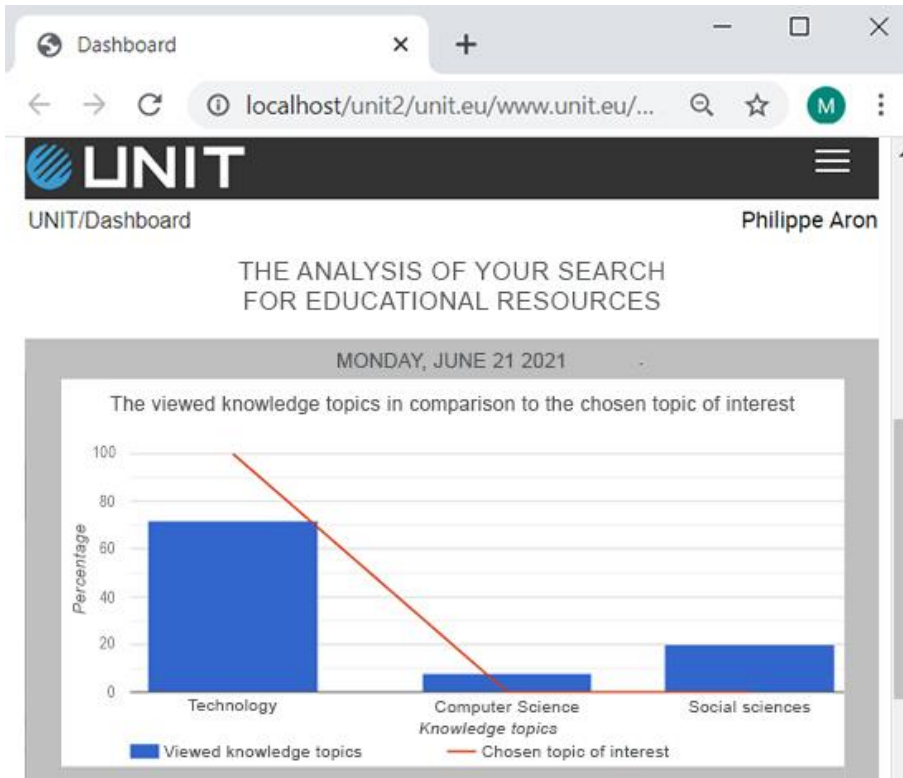 Dashboard
localhost/unit2/unit.eu/www.unit.eu/...
M
UNIT
UNIT/Dashboard
Philippe Aron
THE ANALYSIS OF YOUR SEARCH
FOR EDUCATIONAL RESOURCES
MONDAY, JUNE 21 2021
The viewed knowledge topics in comparison to the chosen topic of interest
100
80
60
40
20
0
Percentage
Technology
Computer Science
Social sciences
Knowledge topics
Viewed knowledge topics
Chosen topic of interest